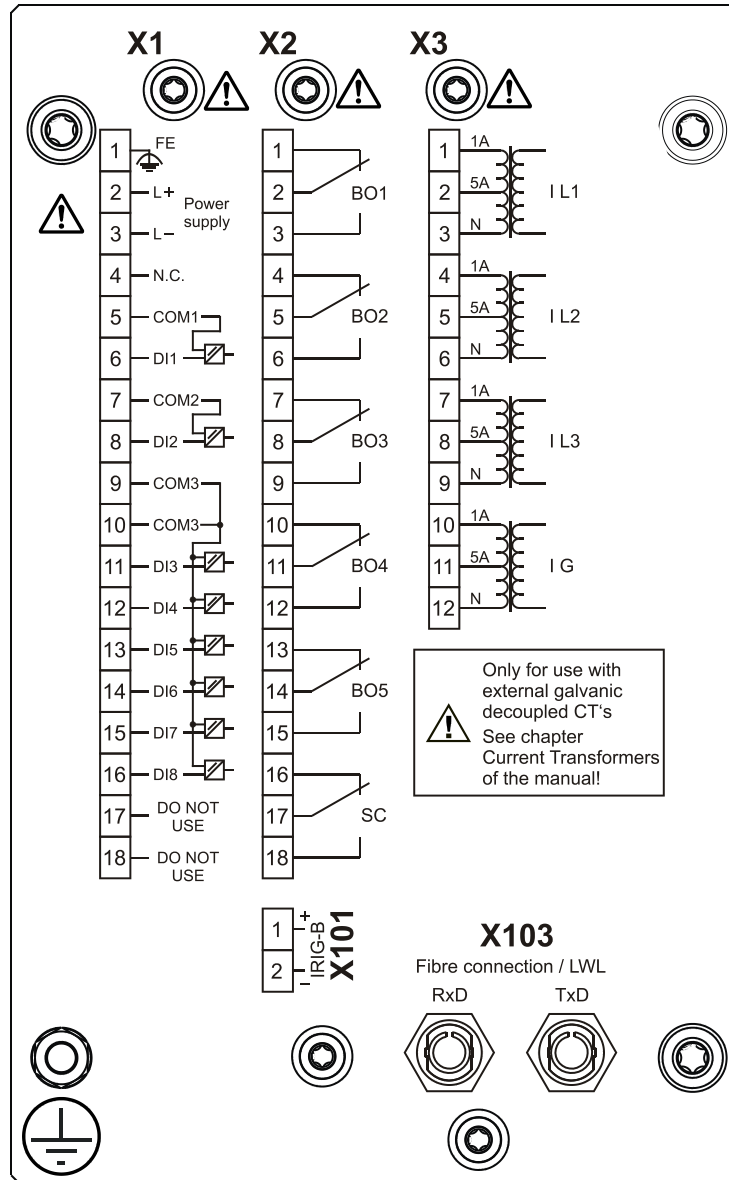 X1 X2 X3
1 FE
2 L+
3 L−
Power
supply
4 N.C.
5 COM1
6 DI1
7 COM2
8 DI2
9 COM3
10 COM3
11 DI3
12 DI4
13 DI5
14 DI6
15 DI7
16 DI8
17 DO NOT
USE
18 DO NOT
USE
1
2 BO1
3
4
5 BO2
6
7
8 BO3
9
10
11 BO4
12
13
14 BO5
15
16
17 SC
18
1 1A
2 5A I L1
3 N
4 1A
5 5A I L2
6 N
7 1A
8 5A I L3
9 N
10 1A
11 5A I G
12 N
Only for use with
external galvanic
decoupled CT‘s
See chapter
Current Transformers
of the manual!
1 +
2 −
IRIG-B
X101
X103
Fibre connection / LWL
RxD TxD